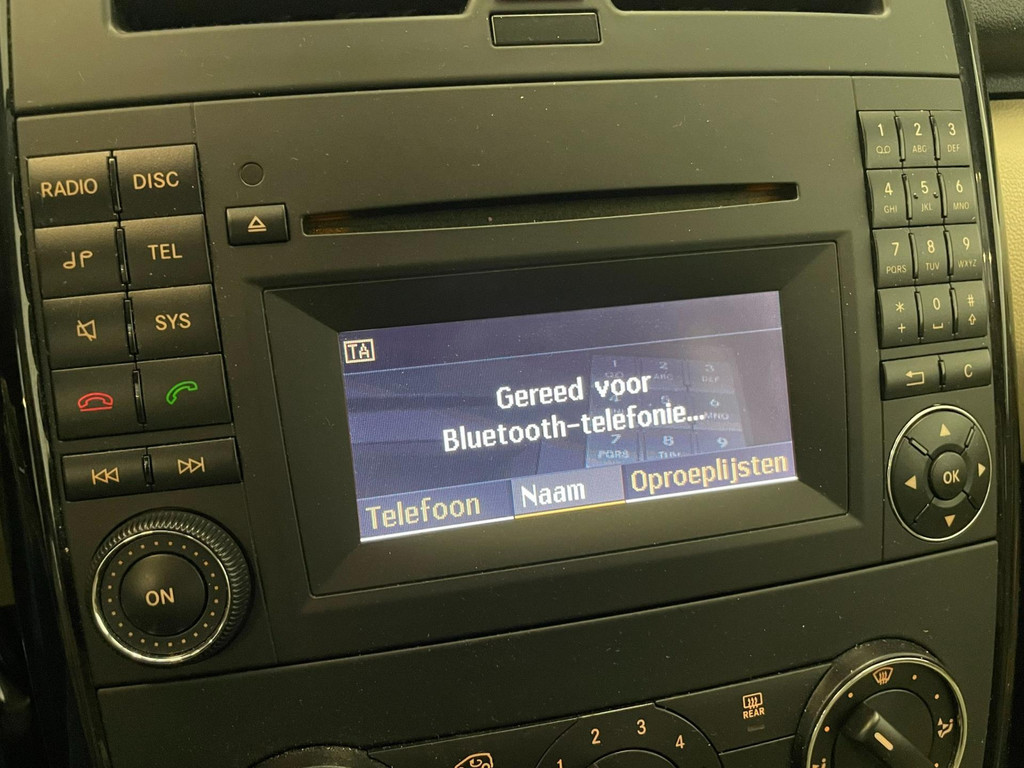 RADIO DISC
TEL
SYS
ON
TA
Gereed voor
Bluetooth-telefonie...
Telefoon Naam Oproeplijsten
1 2 ABC 3 DEF
4 GHI 5 JKL 6 MNO
7 PQRS 8 TUV 9 WXYZ
* + 0 #
C
OK
REAR
1 2 3 4